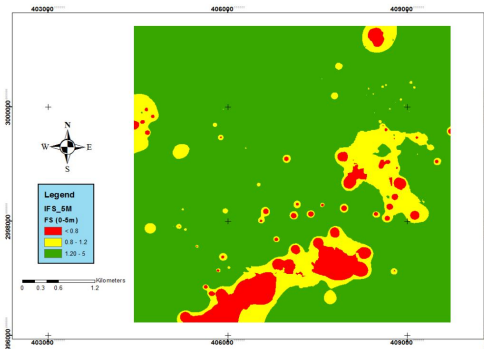 403000 406000 409000
3000000
N
W E
S
Legend
IFS_5M
FS (0-5m)
< 0.8
0.8 - 1.2
1.20 - 5
2998000
Kilometers
0 0.3 0.6 1.2
2996000
403000 406000 409000